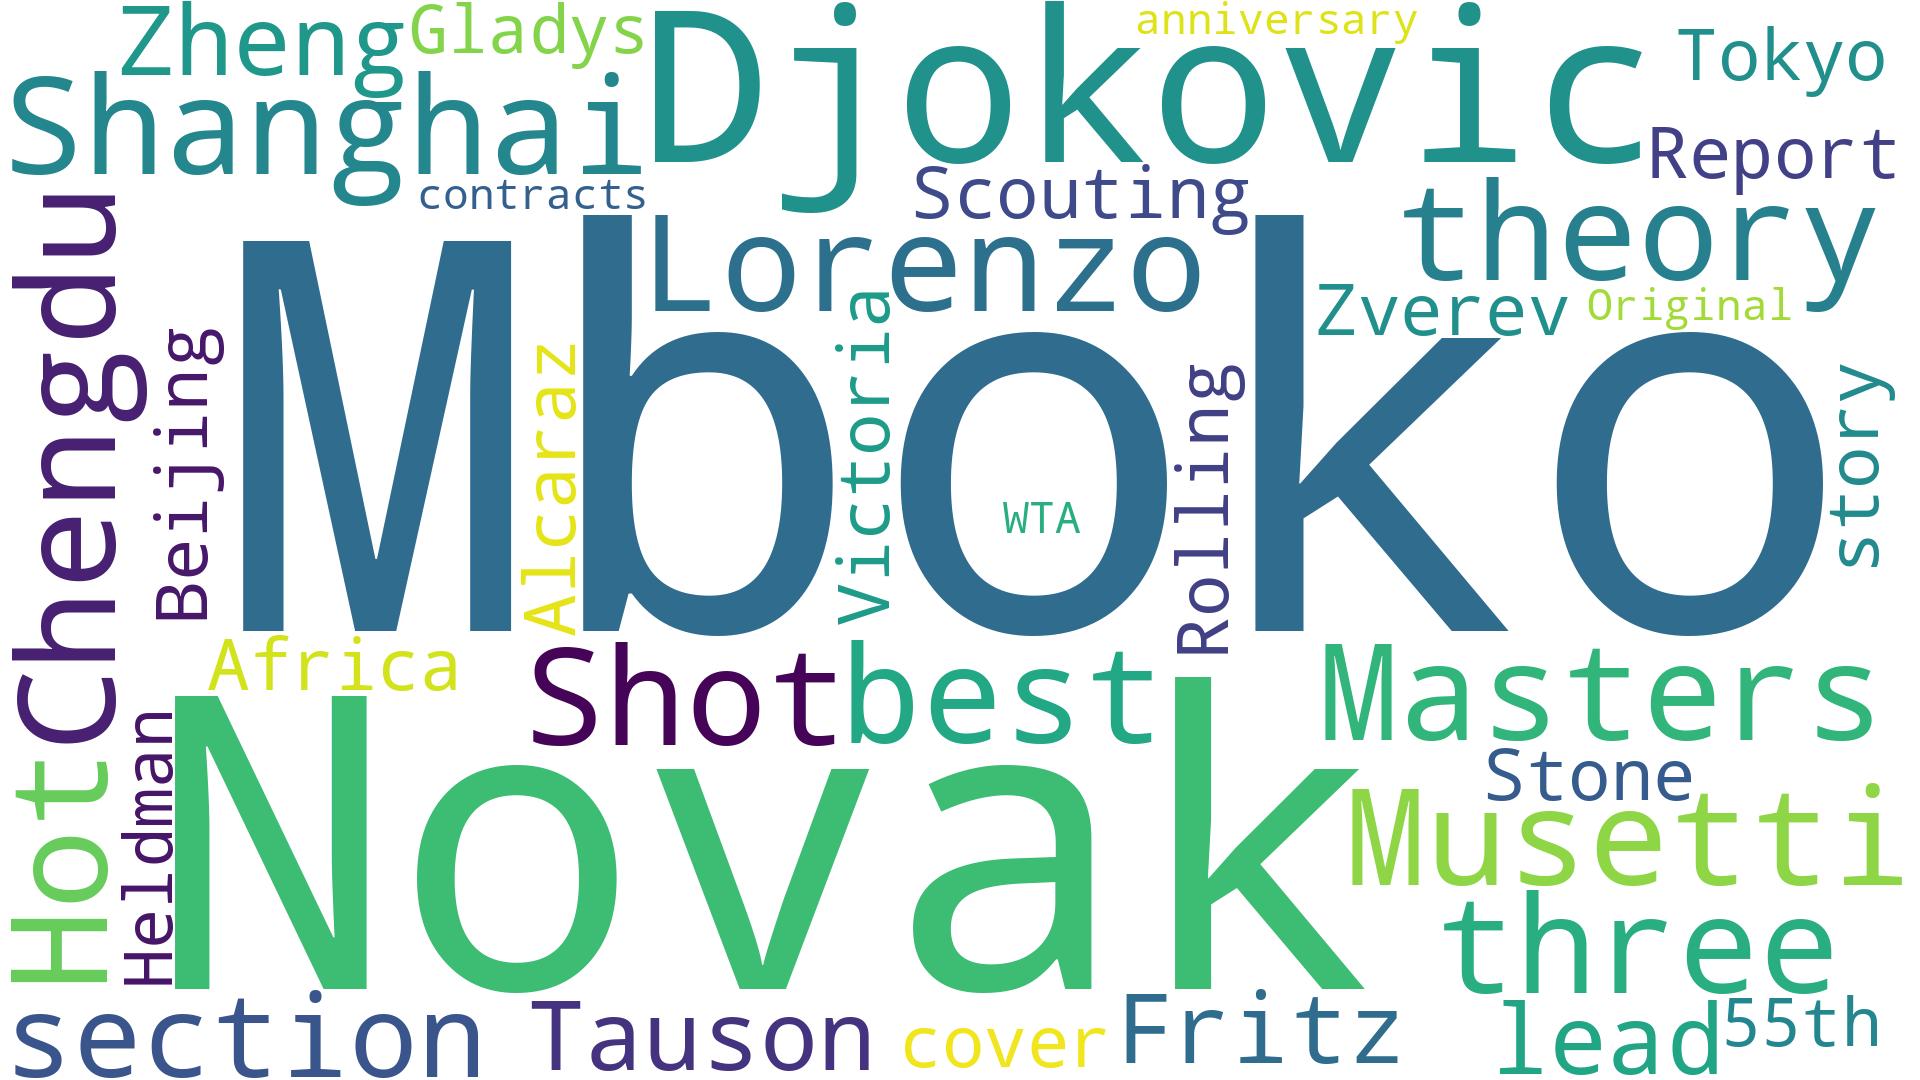 Zheng
Gladys
Djokovic
anniversary
Tokyo
Shanghai
Report
contracts
Scouting
theory
Chengdu
Lorenzo
Zverev
Original
Beijing
Mboko
Alcaraz
Victoria
WTA
Rolling
story
Africa
Shot
best
Masters
Hot
Heldman
Novak
Stone
Musetti
three
section
Tauson
cover
Fritz
lead
55th